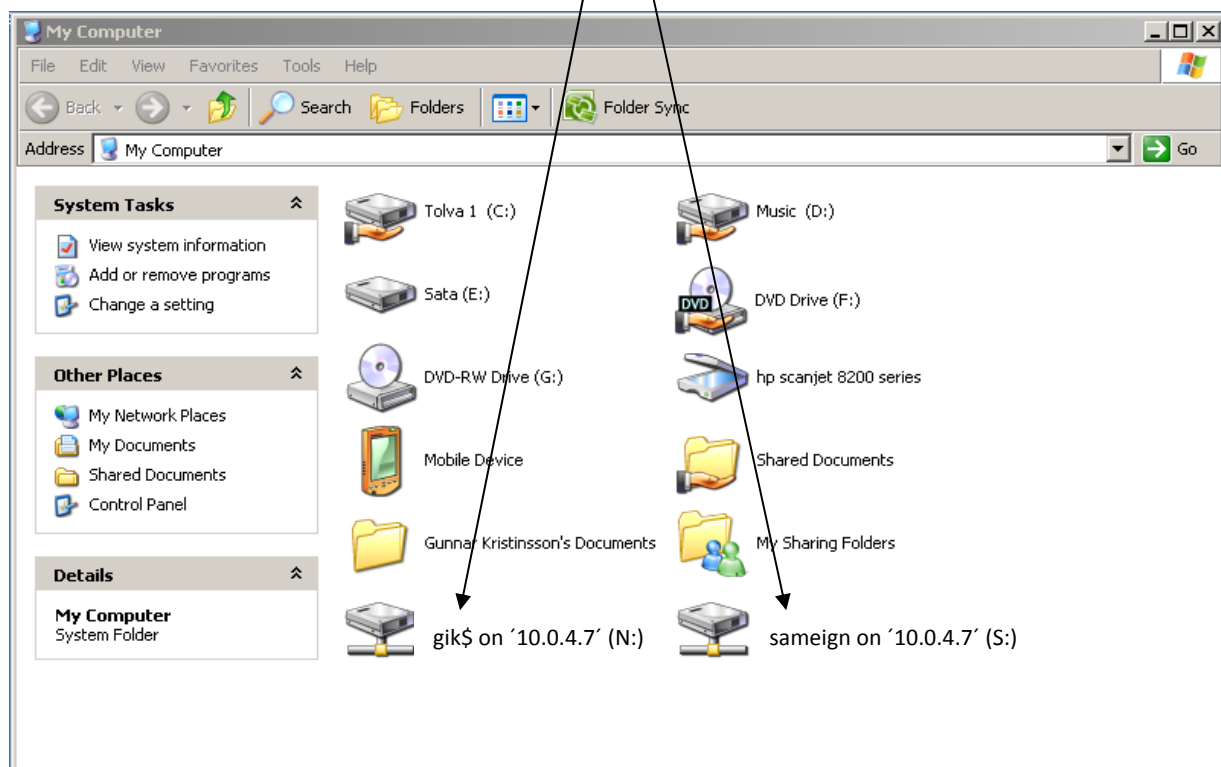 My Computer
File Edit View Favorites Tools Help
Back Search Folders Folder Sync
Address My Computer Go
System Tasks
View system information
Add or remove programs
Change a setting
Other Places
My Network Places
My Documents
Shared Documents
Control Panel
Details
My Computer
System Folder
Tolva 1 (C:) Music (D:)
Sata (E:) DVD DVD Drive (F:)
DVD-RW Drive (G:) hp scanjet 8200 series
Mobile Device Shared Documents
Gunnar Kristinsson's Documents My Sharing Folders
gik$ on ´10.0.4.7´ (N:) sameign on ´10.0.4.7´ (S:)